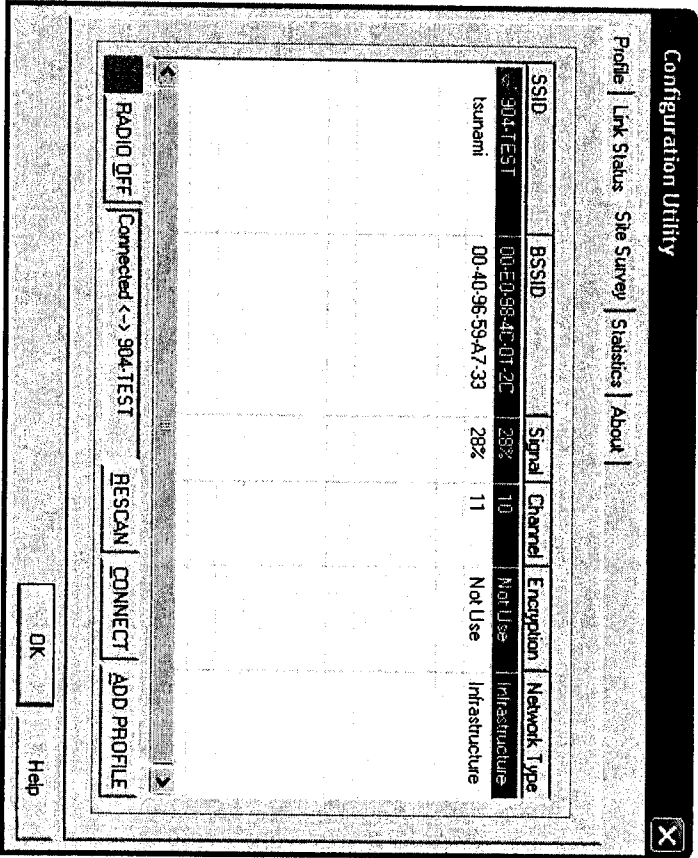 Configuration Utility
Profile | Link Status Site Survey | Statistics | About |
SSID BSSID Signal Channel Encryption Network Type
904-TEST 00-E0-98-4C-01-2C 28% 10 Not Use Infrastructure
tsunami 00-40-96-59-A7-33 28% 11 Not Use Infrastructure
RADIO OFF Connected <-> 904-TEST RESCAN CONNECT ADD PROFILE
OK Help